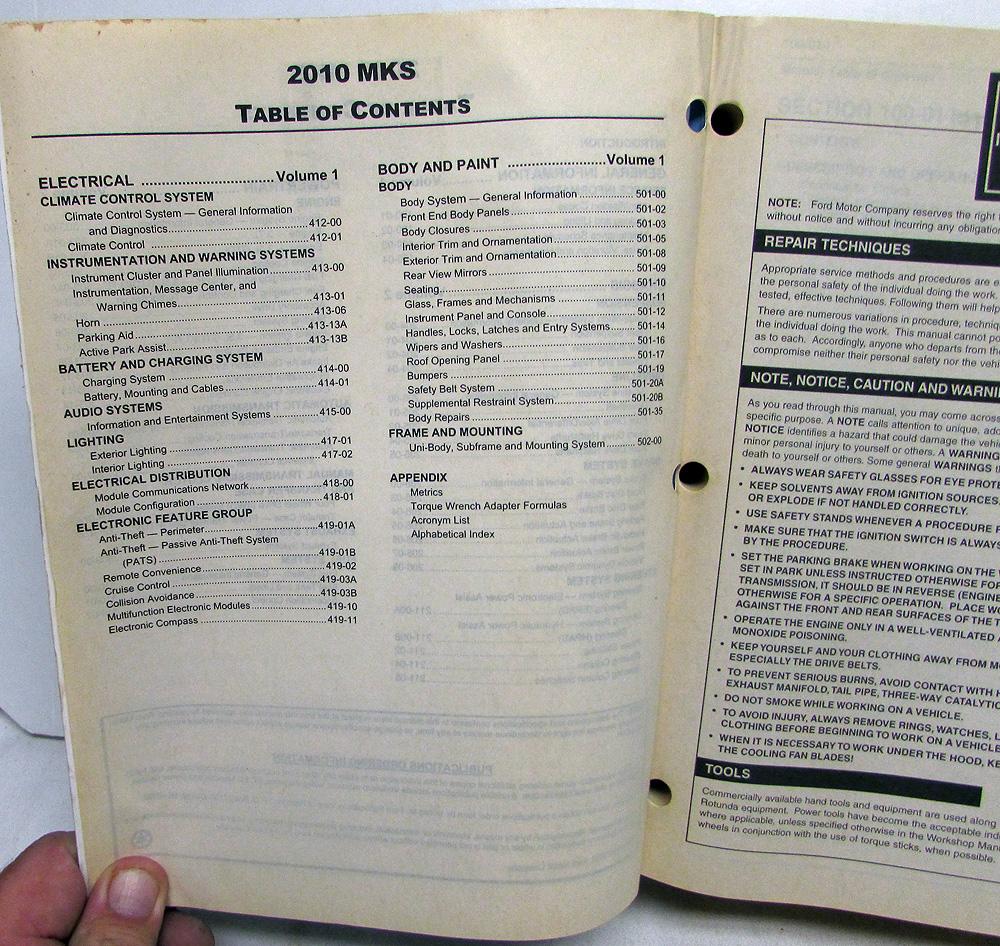 2010 MKS
TABLE OF CONTENTS
ELECTRICAL ..........Volume 1
CLIMATE CONTROL SYSTEM
Climate Control System — General Information
and Diagnostics..........412-00
Climate Control ..........412-01
INSTRUMENTATION AND WARNING SYSTEMS
Instrument Cluster and Panel Illumination..........413-00
Instrumentation, Message Center, and
Warning Chimes..........413-01
Horn ..........413-06
Parking Aid..........413-13A
Active Park Assist..........413-13B
BATTERY AND CHARGING SYSTEM
Charging System ..........414-00
Battery, Mounting and Cables ..........414-01
AUDIO SYSTEMS
Information and Entertainment Systems ..........415-00
LIGHTING
Exterior Lighting ..........417-01
Interior Lighting ..........417-02
ELECTRICAL DISTRIBUTION
Module Communications Network..........418-00
Module Configuration..........418-01
ELECTRONIC FEATURE GROUP
Anti-Theft — Perimeter..........419-01A
Anti-Theft — Passive Anti-Theft System
(PATS) ..........419-01B
Remote Convenience..........419-02
Cruise Control ..........419-03A
Collision Avoidance..........419-03B
Multifunction Electronic Modules ..........419-10
Electronic Compass..........419-11
BODY AND PAINT ..........Volume 1
BODY
Body System — General Information..........501-00
Front End Body Panels..........501-02
Body Closures ..........501-03
Interior Trim and Ornamentation..........501-05
Exterior Trim and Ornamentation..........501-08
Rear View Mirrors ..........501-09
Seating..........501-10
Glass, Frames and Mechanisms ..........501-11
Instrument Panel and Console..........501-12
Handles, Locks, Latches and Entry Systems..........501-14
Wipers and Washers..........501-16
Roof Opening Panel ..........501-17
Bumpers ..........501-19
Safety Belt System ..........501-20A
Supplemental Restraint System..........501-20B
Body Repairs ..........501-35
FRAME AND MOUNTING
Uni-Body, Subframe and Mounting System..........502-00
APPENDIX
Metrics
Torque Wrench Adapter Formulas
Acronym List
Alphabetical Index
NOTE: Ford Motor Company reserves the right
without notice and without incurring any
REPAIR TECHNIQUES
Appropriate service methods and procedures are
the personal safety of the individual doing the work.
tested, effective techniques. Following them will help
There are numerous variations in procedure,
the individual doing the work. This manual cannot
as to each. Accordingly, anyone who departs from
compromise neither their personal safety nor the
NOTE, NOTICE, CAUTION AND
As you read through this manual, you may come across
specific purpose. A NOTE calls attention to unique,
NOTICE identifies a hazard that could damage the
minor personal injury to yourself or others. A WARNING
death to yourself or others. Some general WARNINGS
• ALWAYS WEAR SAFETY GLASSES FOR EYE
• KEEP SOLVENTS AWAY FROM IGNITION SOURCES
OR EXPLODE IF NOT HANDLED CORRECTLY.
• USE SAFETY STANDS WHENEVER A PROCEDURE
• MAKE SURE THAT THE IGNITION SWITCH IS
BY THE PROCEDURE.
• SET THE PARKING BRAKE WHEN WORKING ON THE
SET IN PARK UNLESS INSTRUCTED OTHERWISE
TRANSMISSION, IT SHOULD BE IN REVERSE
OTHERWISE FOR A SPECIFIC OPERATION. PLACE
AGAINST THE FRONT AND REAR SURFACES OF THE
• OPERATE THE ENGINE ONLY IN A WELL-VENTILATED
MONOXIDE POISONING.
• KEEP YOURSELF AND YOUR CLOTHING AWAY FROM
ESPECIALLY THE DRIVE BELTS.
• TO PREVENT SERIOUS BURNS, AVOID CONTACT WITH
EXHAUST MANIFOLD, TAIL PIPE, THREE-WAY
• DO NOT SMOKE WHILE WORKING ON A VEHICLE.
• TO AVOID INJURY, ALWAYS REMOVE RINGS, WATCHES,
CLOTHING BEFORE BEGINNING TO WORK ON A
• WHEN IT IS NECESSARY TO WORK UNDER THE HOOD,
THE COOLING FAN BLADES!
TOOLS
Commercially available hand tools and equipment are used along
Rotunda equipment. Power tools have become the acceptable
where applicable, unless specified otherwise in the Workshop
wheels in conjunction with the use of torque sticks, when possible.